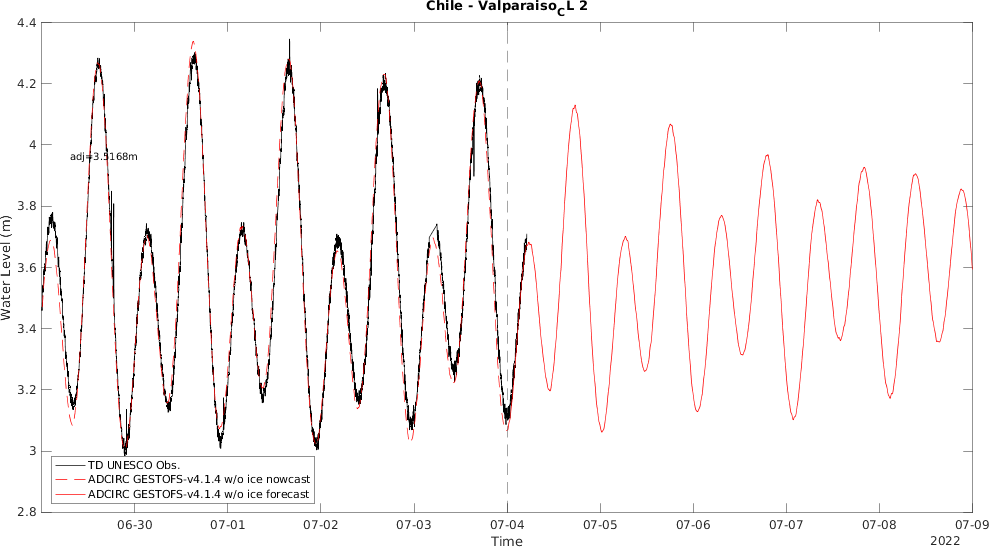 Chile - Valparaiso_CL 2
4.4
4.2
4
3.8
3.6
3.4
3.2
3
2.8
Water Level (m)
adj=3.5168m
TD UNESCO Obs.
ADCIRC GESTOFS-v4.1.4 w/o ice nowcast
ADCIRC GESTOFS-v4.1.4 w/o ice forecast
06-30 07-01 07-02 07-03 07-04 07-05 07-06 07-07 07-08 07-09
Time
2022